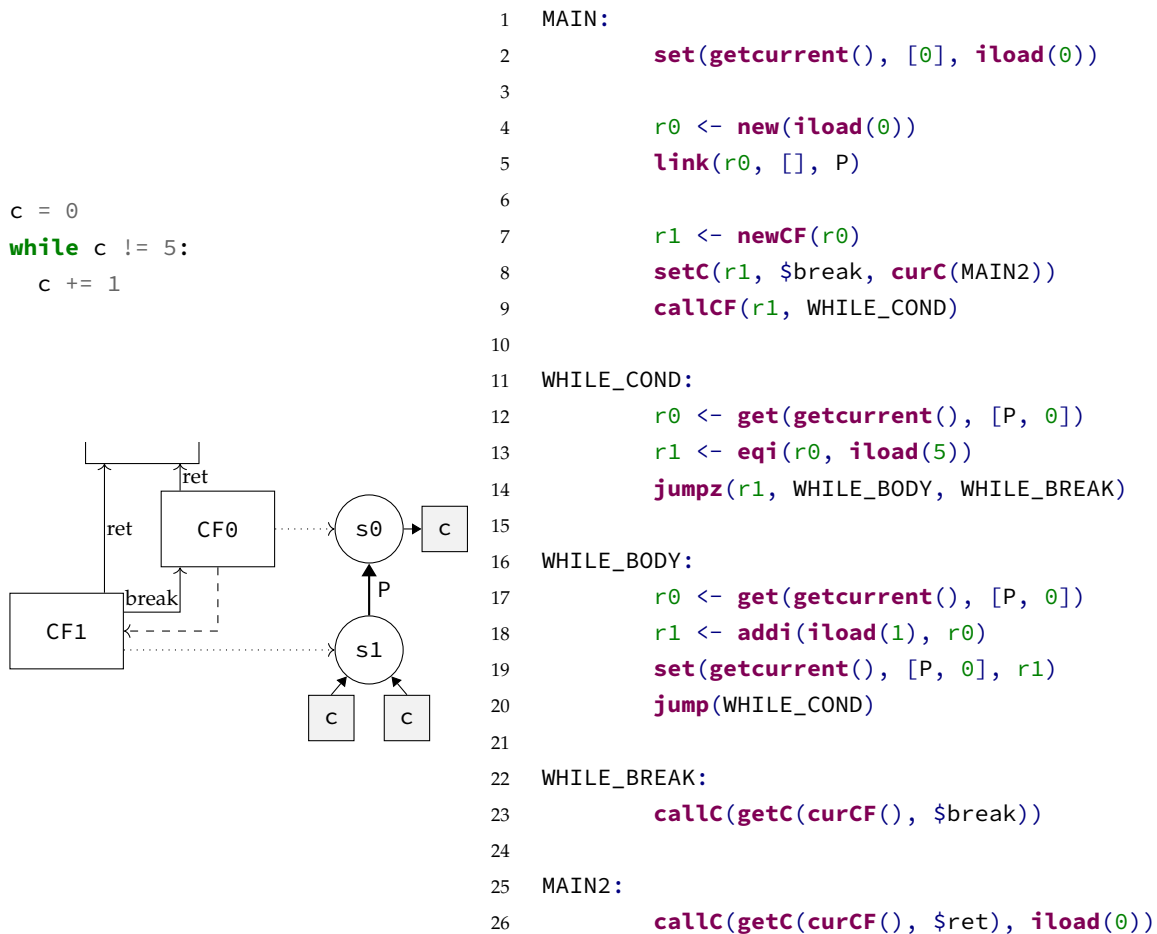 c = 0
while c != 5:
  c += 1
ret
CF0
s0
c
ret
P
break
CF1
s1
c
c
1 MAIN:
2 set(getcurrent(), [0], iload(0))
3
4 r0 <- new(iload(0))
5 link(r0, [], P)
6
7 r1 <- newCF(r0)
8 setC(r1, $break, curC(MAIN2))
9 callCF(r1, WHILE_COND)
10
11 WHILE_COND:
12 r0 <- get(getcurrent(), [P, 0])
13 r1 <- eqi(r0, iload(5))
14 jumpz(r1, WHILE_BODY, WHILE_BREAK)
15
16 WHILE_BODY:
17 r0 <- get(getcurrent(), [P, 0])
18 r1 <- addi(iload(1), r0)
19 set(getcurrent(), [P, 0], r1)
20 jump(WHILE_COND)
21
22 WHILE_BREAK:
23 callC(getC(curCF(), $break))
24
25 MAIN2:
26 callC(getC(curCF(), $ret), iload(0))